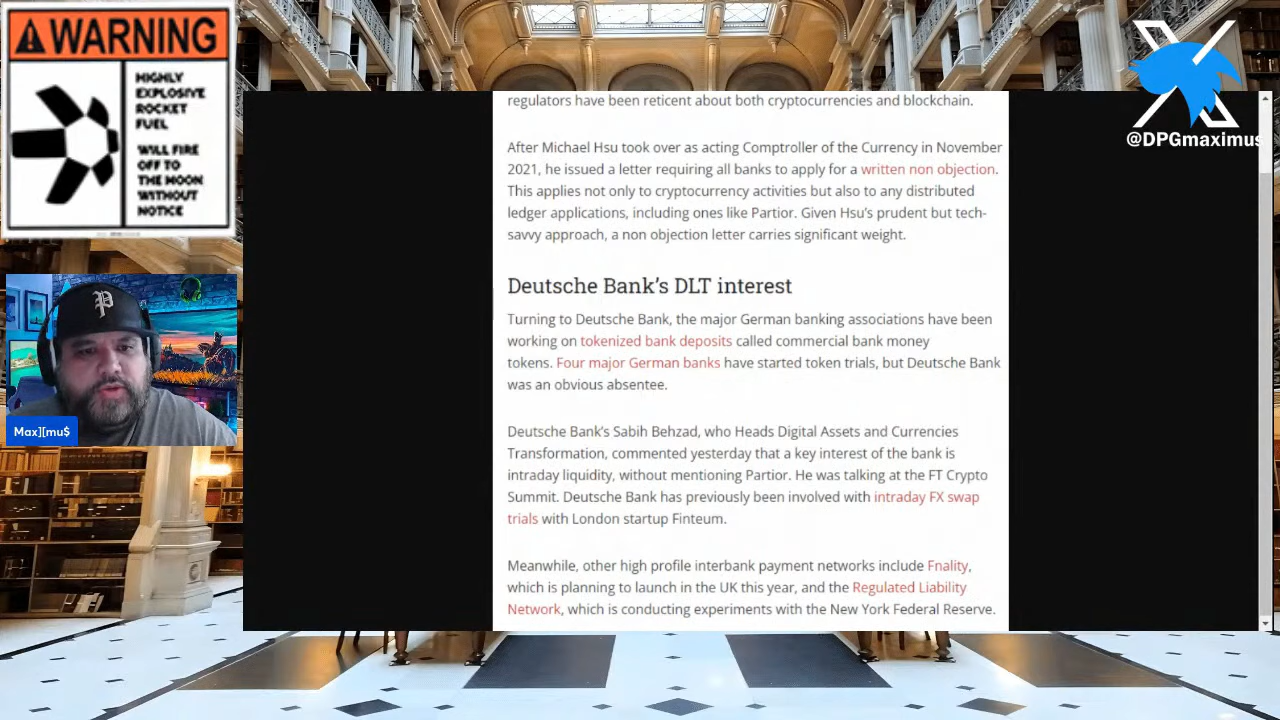 WARNING
HIGHLY
EXPLOSIVE
ROCKET
FUEL
WILL FIRE
OFF TO
THE MOON
WITHOUT
NOTICE
X
@DPGmaximus
P
Max][mu$
regulators have been reticent about both cryptocurrencies and blockchain.
After Michael Hsu took over as acting Comptroller of the Currency in November
2021, he issued a letter requiring all banks to apply for a written non objection.
This applies not only to cryptocurrency activities but also to any distributed
ledger applications, including ones like Partior. Given Hsu's prudent but tech-
savvy approach, a non objection letter carries significant weight.
Deutsche Bank's DLT interest
Turning to Deutsche Bank, the major German banking associations have been
working on tokenized bank deposits called commercial bank money
tokens. Four major German banks have started token trials, but Deutsche Bank
was an obvious absentee.
Deutsche Bank's Sabih Behzad, who Heads Digital Assets and Currencies
Transformation, commented yesterday that a key interest of the bank is
intraday liquidity, without mentioning Partior. He was talking at the FT Crypto
Summit. Deutsche Bank has previously been involved with intraday FX swap
trials with London startup Finteum.
Meanwhile, other high profile interbank payment networks include Fnality,
which is planning to launch in the UK this year, and the Regulated Liability
Network, which is conducting experiments with the New York Federal Reserve.